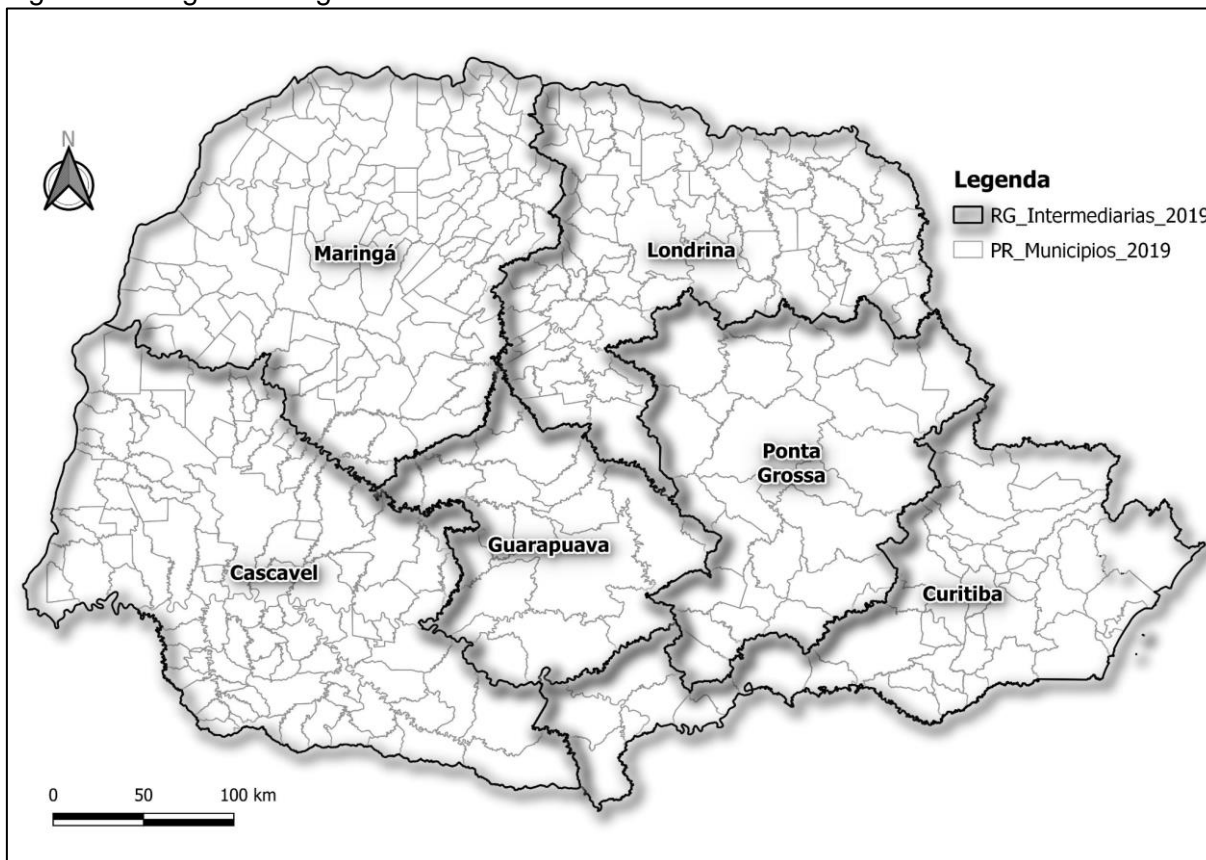 N
Legenda
RG_Intermediarias_2019
PR_Municipios_2019
Maringá
Londrina
Ponta
Grossa
Guarapuava
Cascavel
Curitiba
0 50 100 km